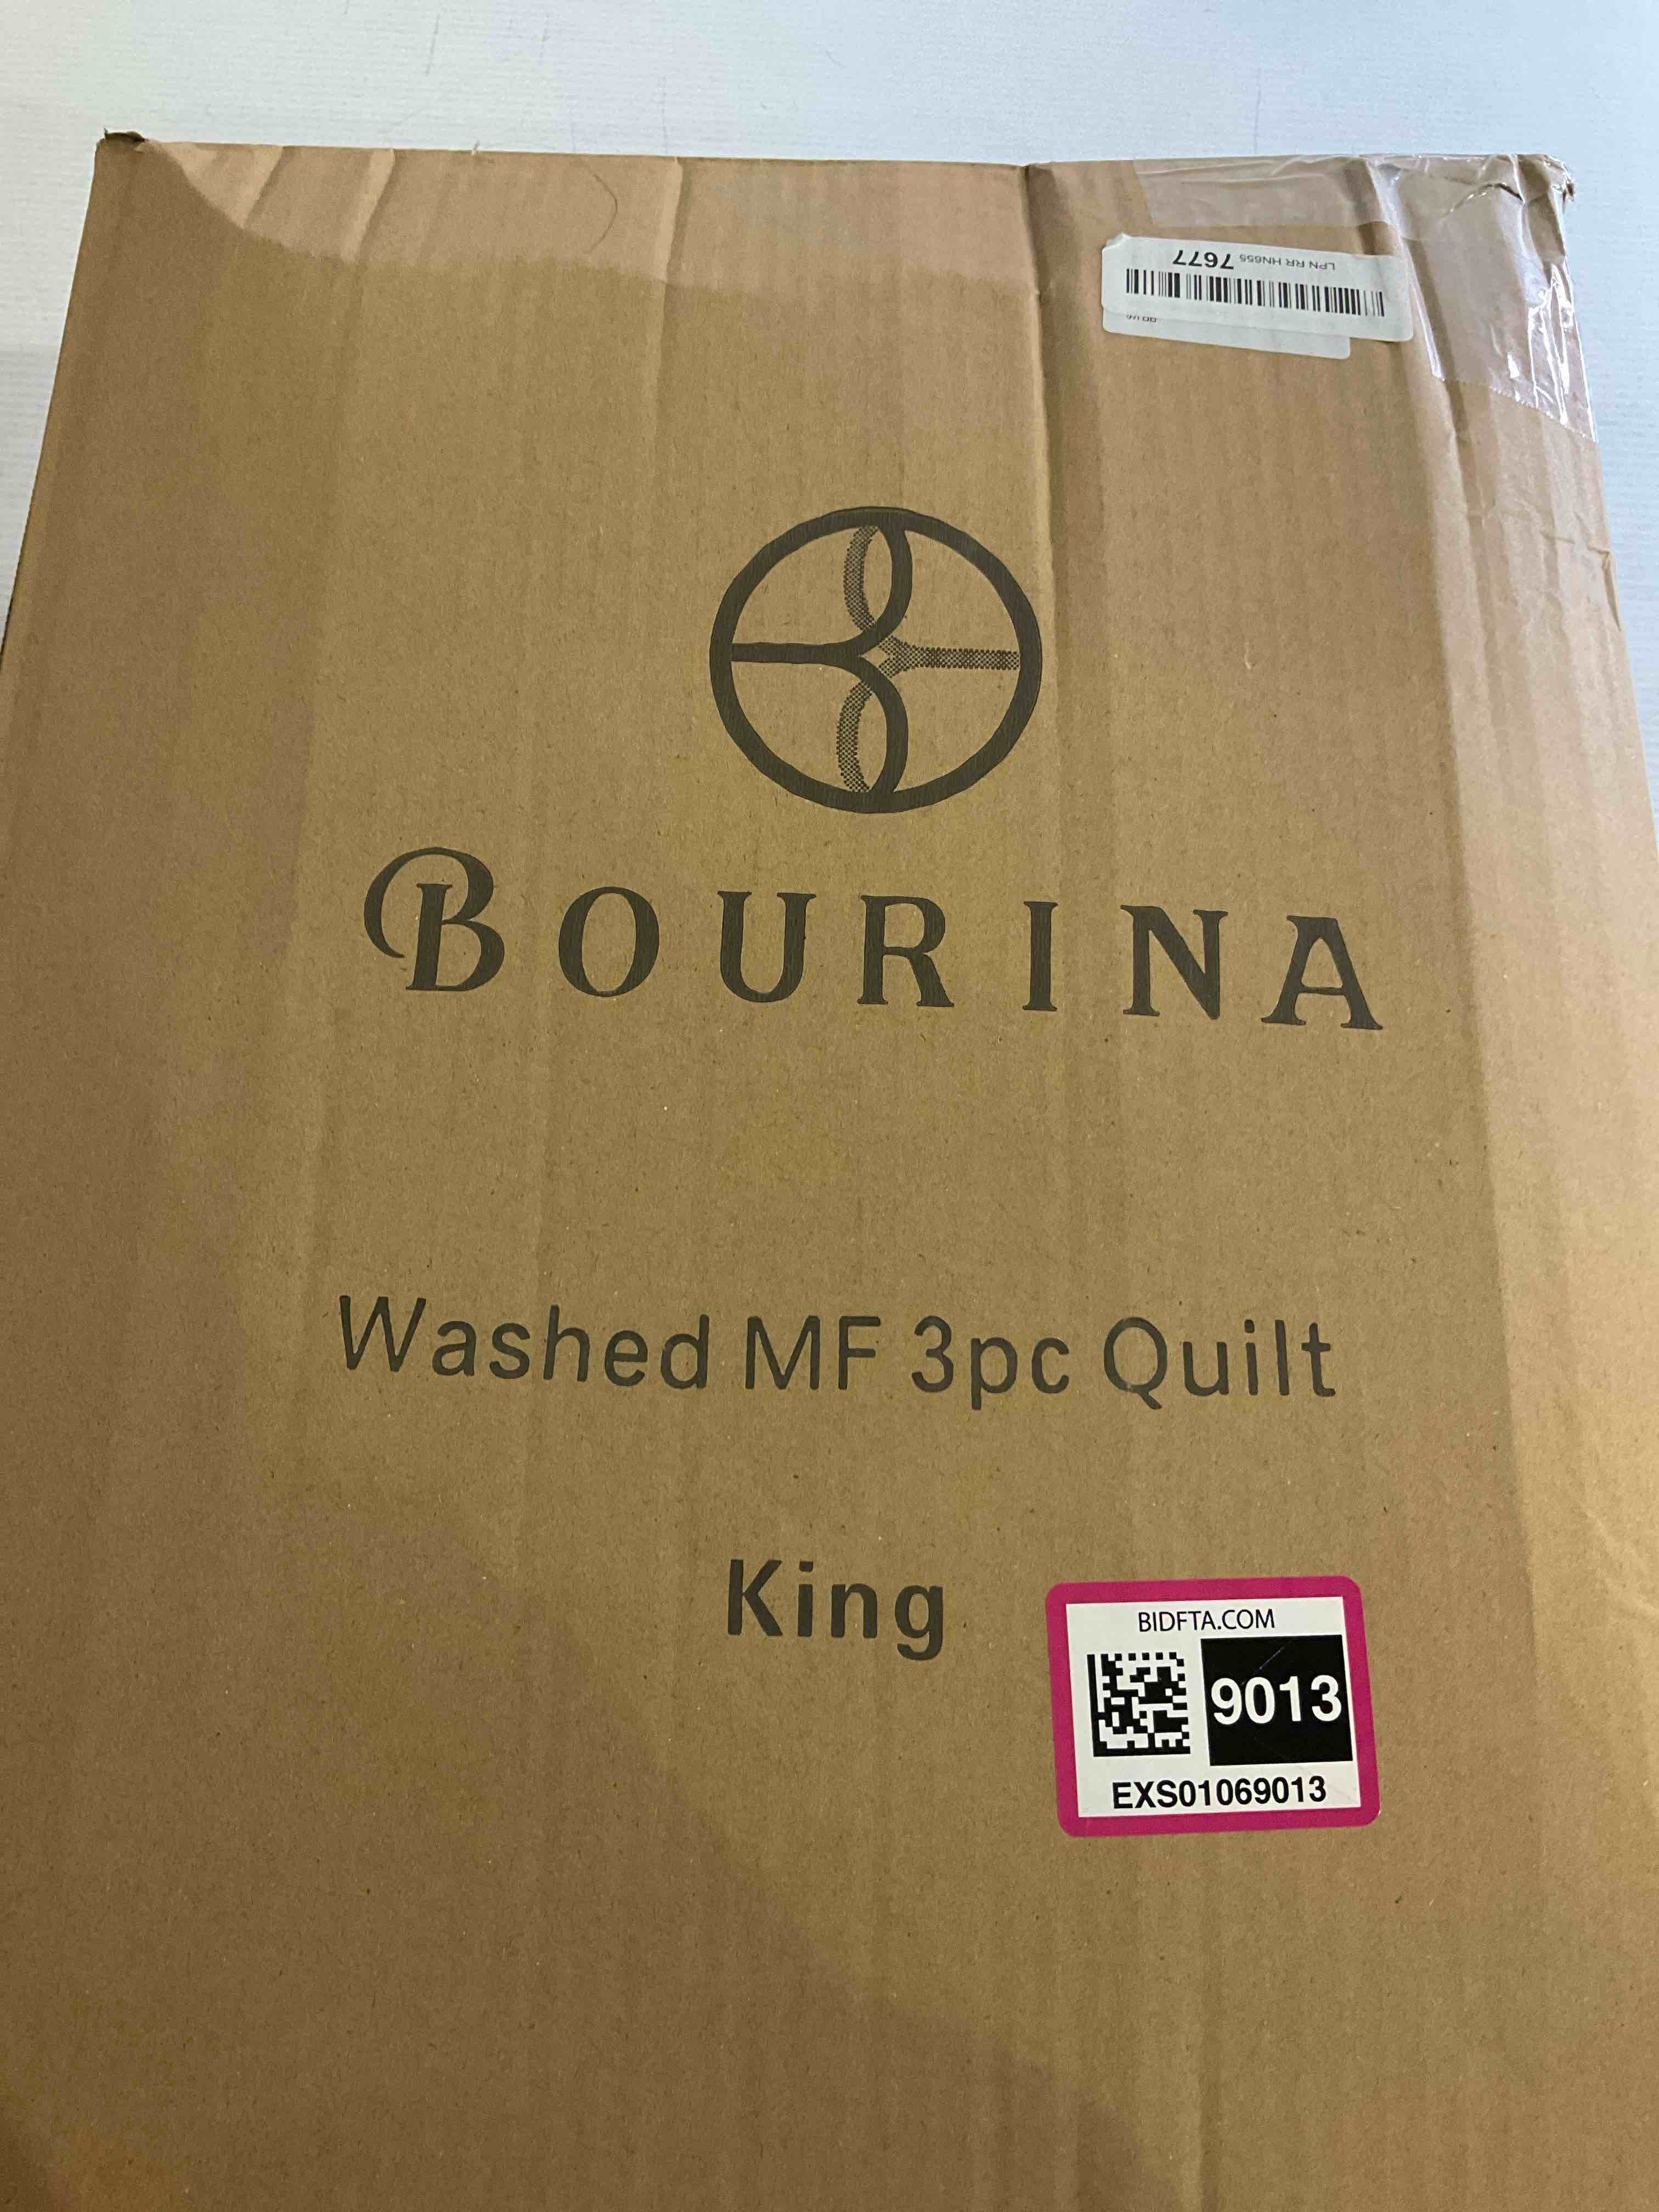 LPN RR HN655 7677
BOURINA
Washed MF 3pc Quilt
King
BIDFTA.COM
9013
EXS01069013